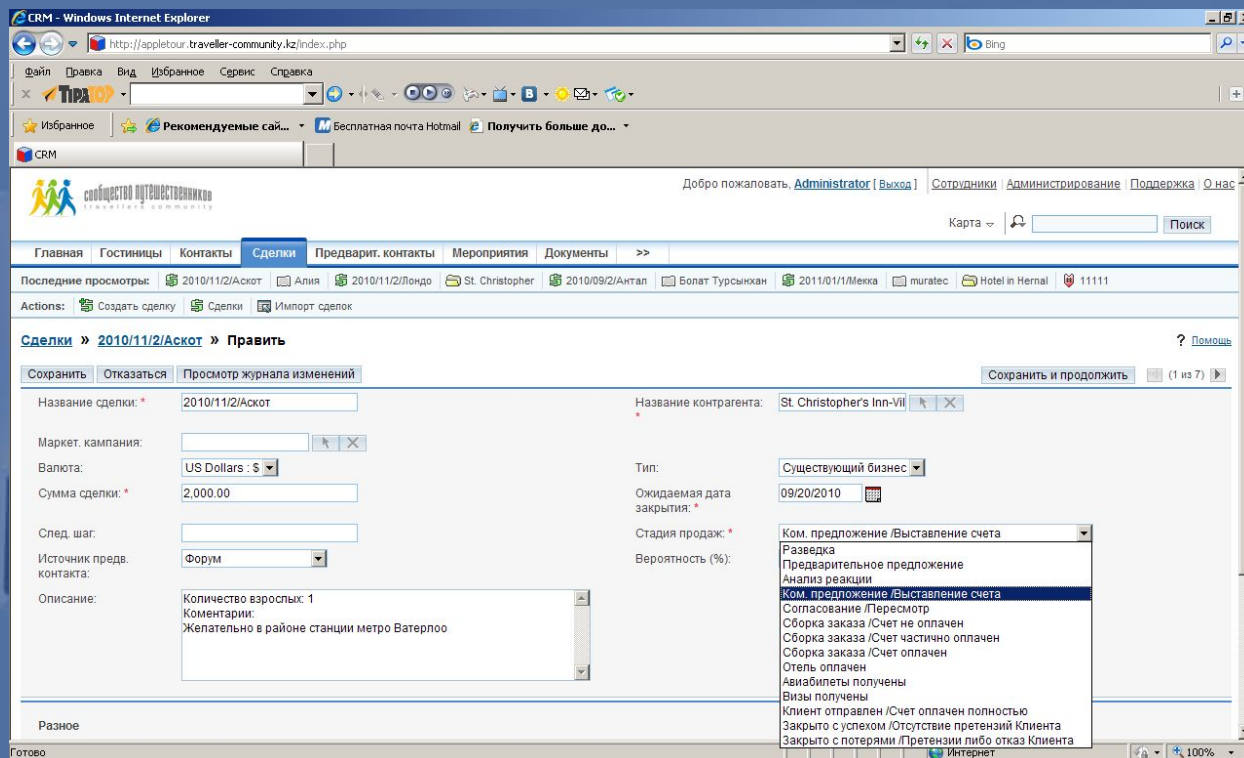 CRM - Windows Internet Explorer
http://appletour.traveller-community.kz/index.php
Bing
Файл Правка Вид Избранное Сервис Справка
TIPATOP
Избранное Рекомендуемые сай... Бесплатная почта Hotmail Получить больше до...
CRM
сообщество путешественников
travellers community
Добро пожаловать, Administrator [ Выход ] Сотрудники | Администрирование | Поддержка | О нас
Карта Поиск
Главная Гостиницы Контакты Сделки Предварит. контакты Мероприятия Документы >>
Последние просмотры: 2010/11/2/Аскот Алия 2010/11/2/Лондо St. Christopher 2010/09/2/Антал Болат Турсынхан 2011/01/1/Мекка muratec Hotel in Hernal 11111
Actions: Создать сделку Сделки Импорт сделок
Сделки » 2010/11/2/Аскот » Править
? Помощь
Сохранить Отказаться Просмотр журнала изменений Сохранить и продолжить (1 из 7)
Название сделки: * 2010/11/2/Аскот Название контрагента: * St. Christopher's Inn-Vil
Маркет. кампания:
Валюта: US Dollars : $ Тип: Существующий бизнес
Сумма сделки: * 2,000.00 Ожидаемая дата закрытия: * 09/20/2010
След. шаг: Стадия продаж: * Ком. предложение /Выставление счета
Источник предв. контакта: Форум Вероятность (%):
Разведка
Предварительное предложение
Анализ реакции
Ком. предложение /Выставление счета
Согласование /Пересмотр
Сборка заказа /Счет не оплачен
Сборка заказа /Счет частично оплачен
Сборка заказа /Счет оплачен
Отель оплачен
Авиабилеты получены
Визы получены
Клиент отправлен /Счет оплачен полностью
Закрыто с успехом /Отсутствие претензий Клиента
Закрыто с потерями /Претензии либо отказ Клиента
Описание: Количество взрослых: 1
Коментарии:
Желательно в районе станции метро Ватерлоо
Разное
Готово Интернет 100%